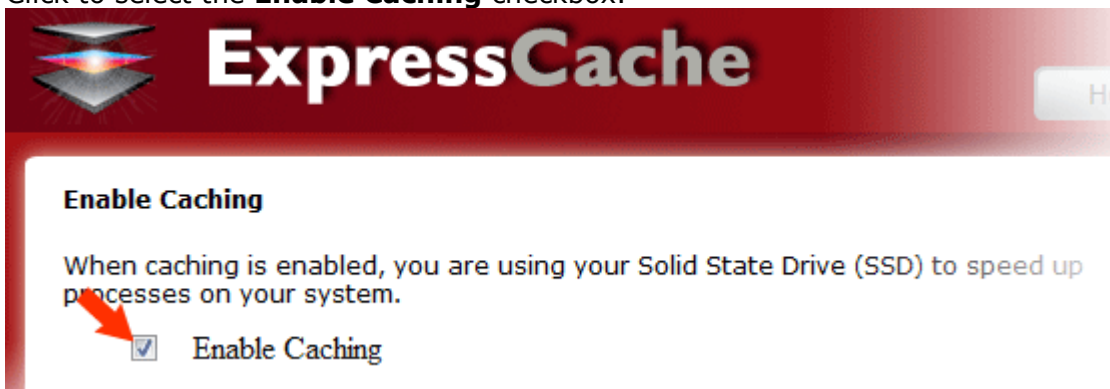 Click to select the Enable Caching checkbox.
ExpressCache
Enable Caching
When caching is enabled, you are using your Solid State Drive (SSD) to speed up
processes on your system.
Enable Caching